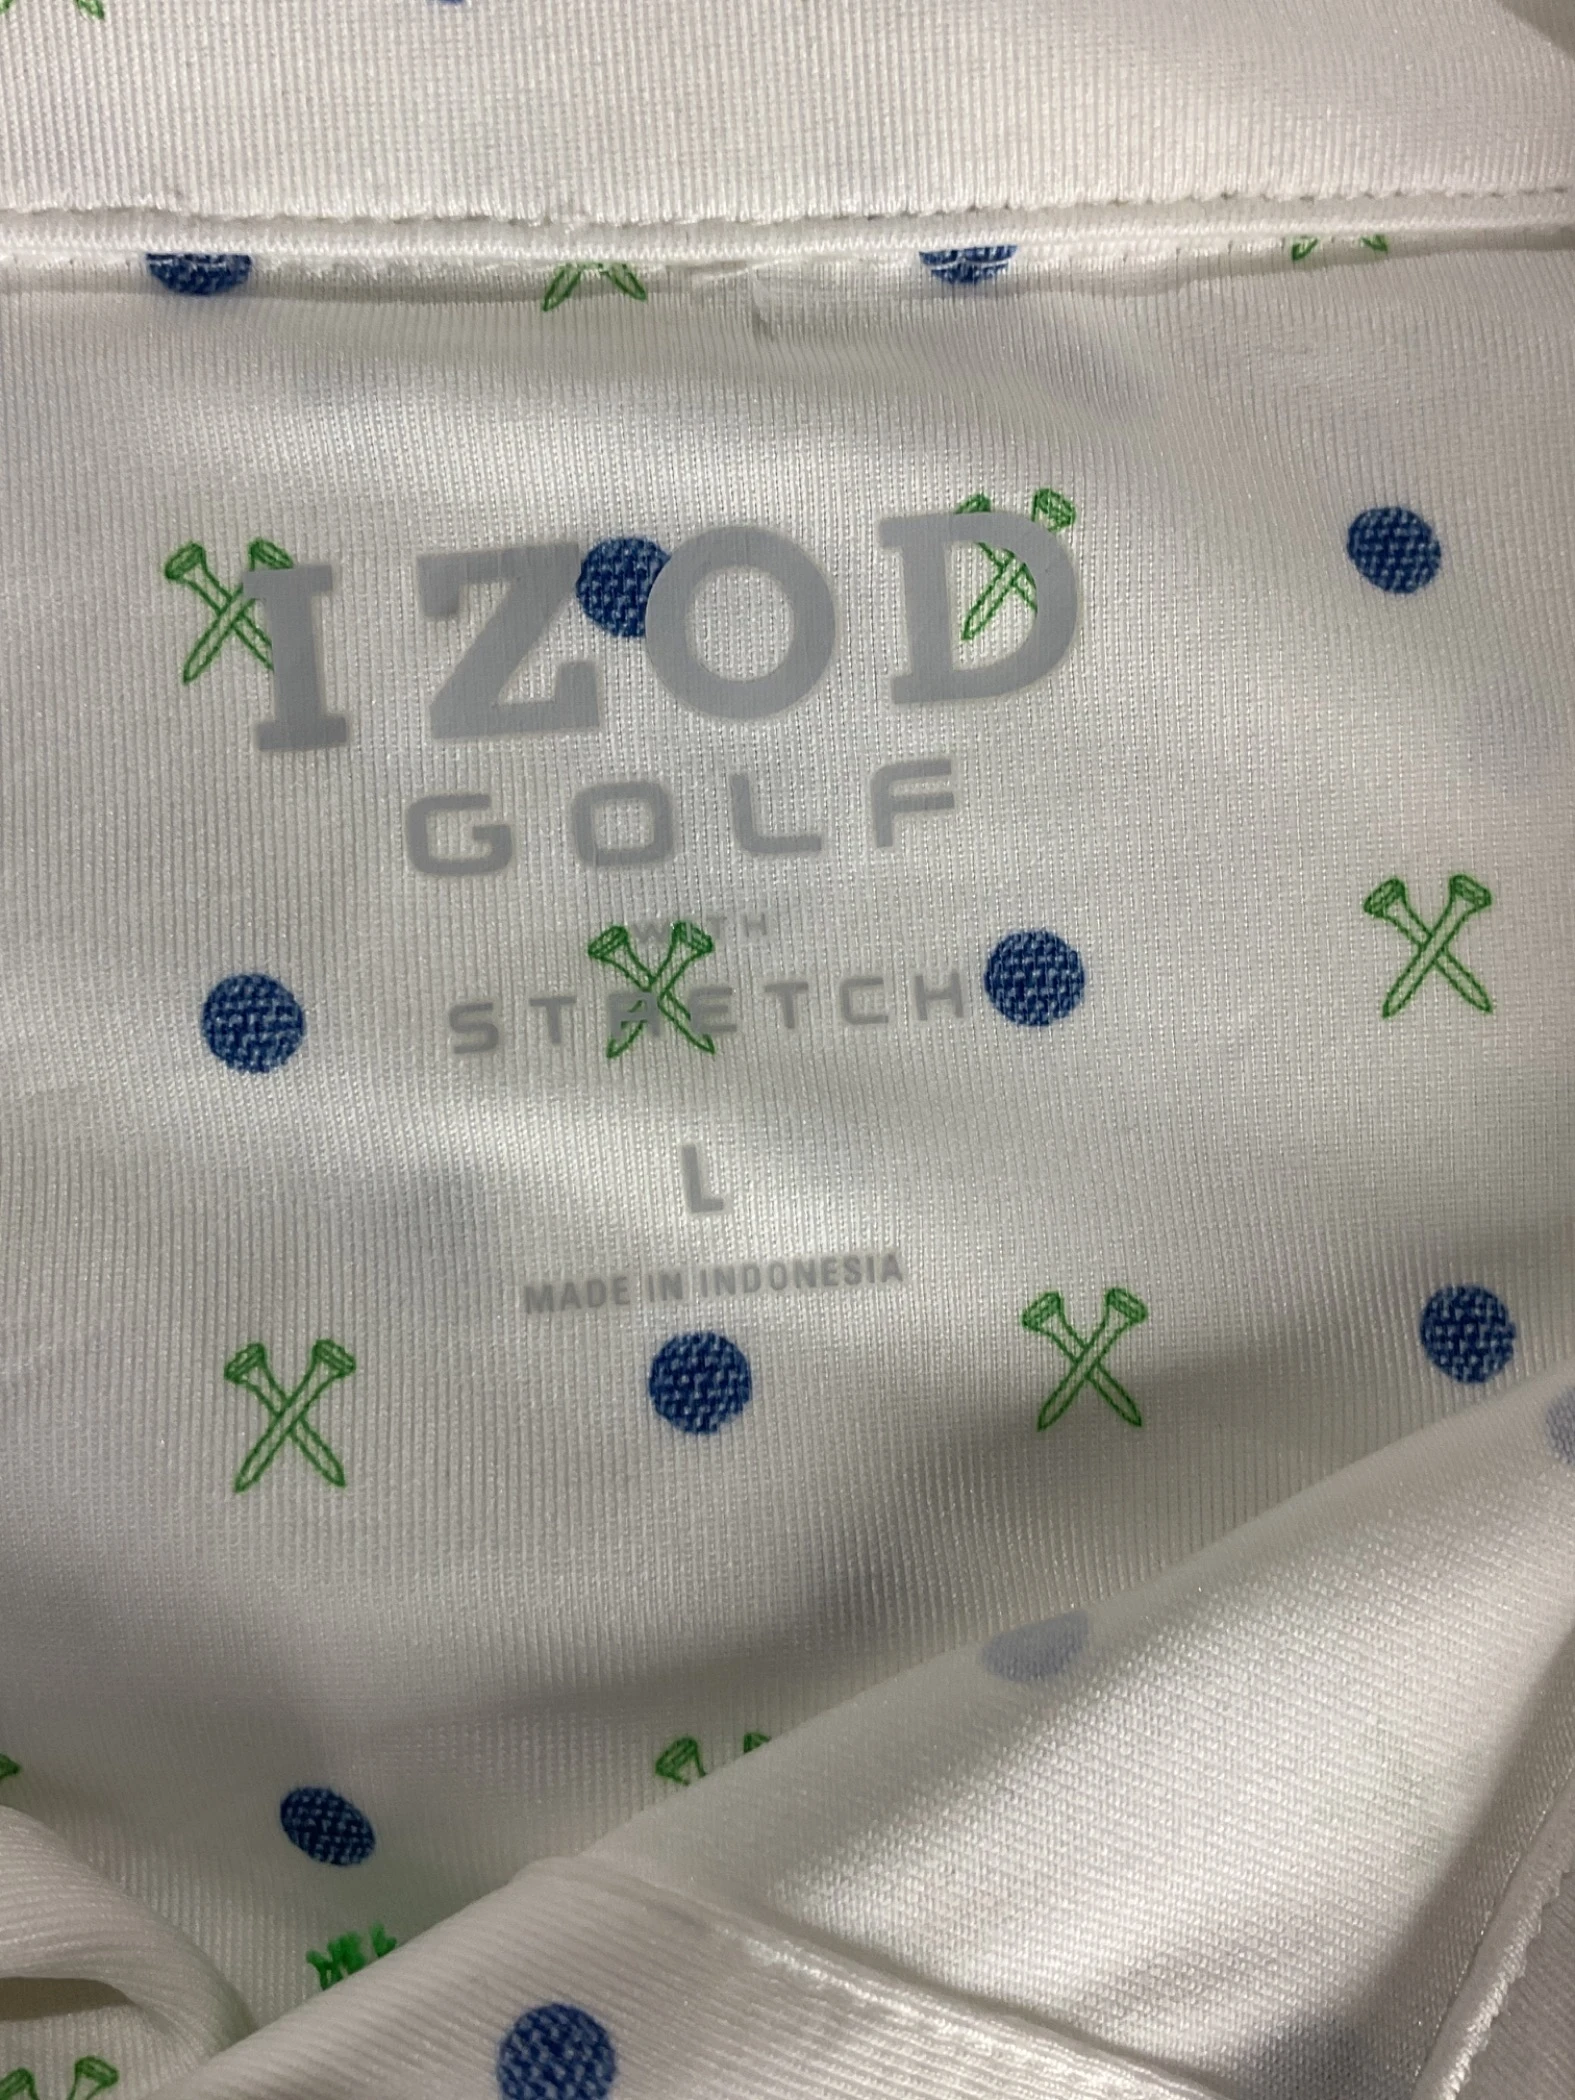 IZOD
GOLF
WITH
STRETCH
L
MADE IN INDONESIA